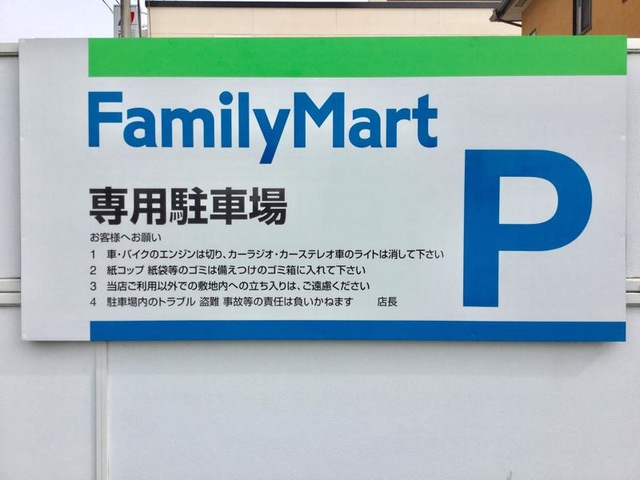 FamilyMart
P
専用駐車場
お客様へお願い
1 車・バイクのエンジンは切り、カーラジオ・カーステレオ車のライトは消して下さい
2 紙コップ 紙袋等のゴミは備えつけのゴミ箱に入れて下さい
3 当店ご利用以外での敷地内への立ち入りは、ご遠慮ください
4 駐車場内のトラブル 盗難 事故等の責任は負いかねます 店長